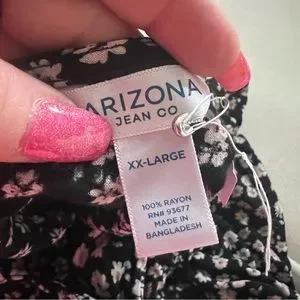 ARIZONA
JEAN CO
XX-LARGE
100% RAYON
RN# 93677
MADE IN
BANGLADESH